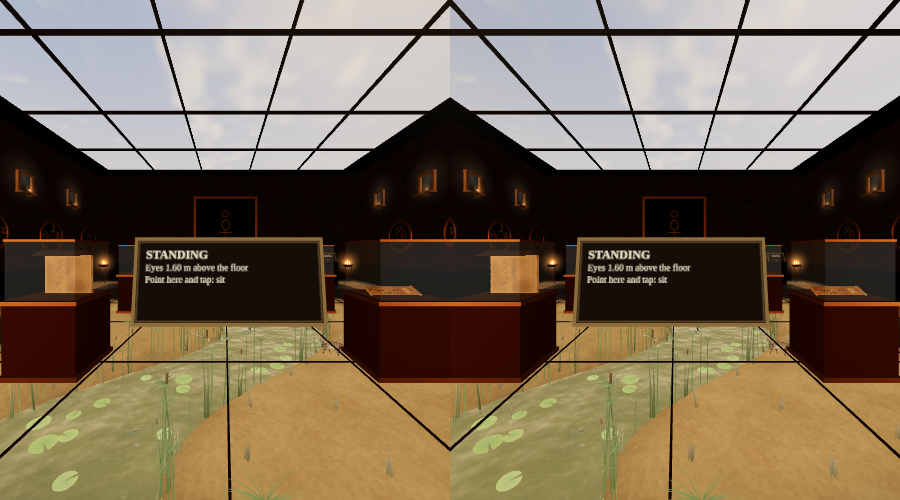 STANDING
Eyes 1.60 m above the floor
Point here and tap: sit
STANDING
Eyes 1.60 m above the floor
Point here and tap: sit